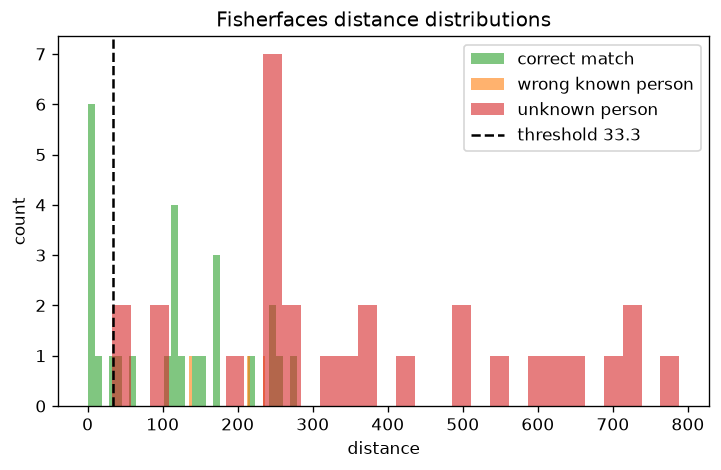 Fisherfaces distance distributions
7
6
5
4
3
2
1
0
count
correct match
wrong known person
unknown person
threshold 33.3
0 100 200 300 400 500 600 700 800
distance